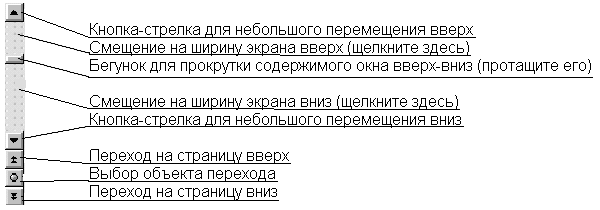 Кнопка-стрелка для небольшого перемещения вверх
Смещение на ширину экрана вверх (щелкните здесь)
Бегунок для прокрутки содержимого окна вверх-вниз (протащите его)
Смещение на ширину экрана вниз (щелкните здесь)
Кнопка-стрелка для небольшого перемещения вниз
Переход на страницу вверх
Выбор объекта перехода
Переход на страницу вниз